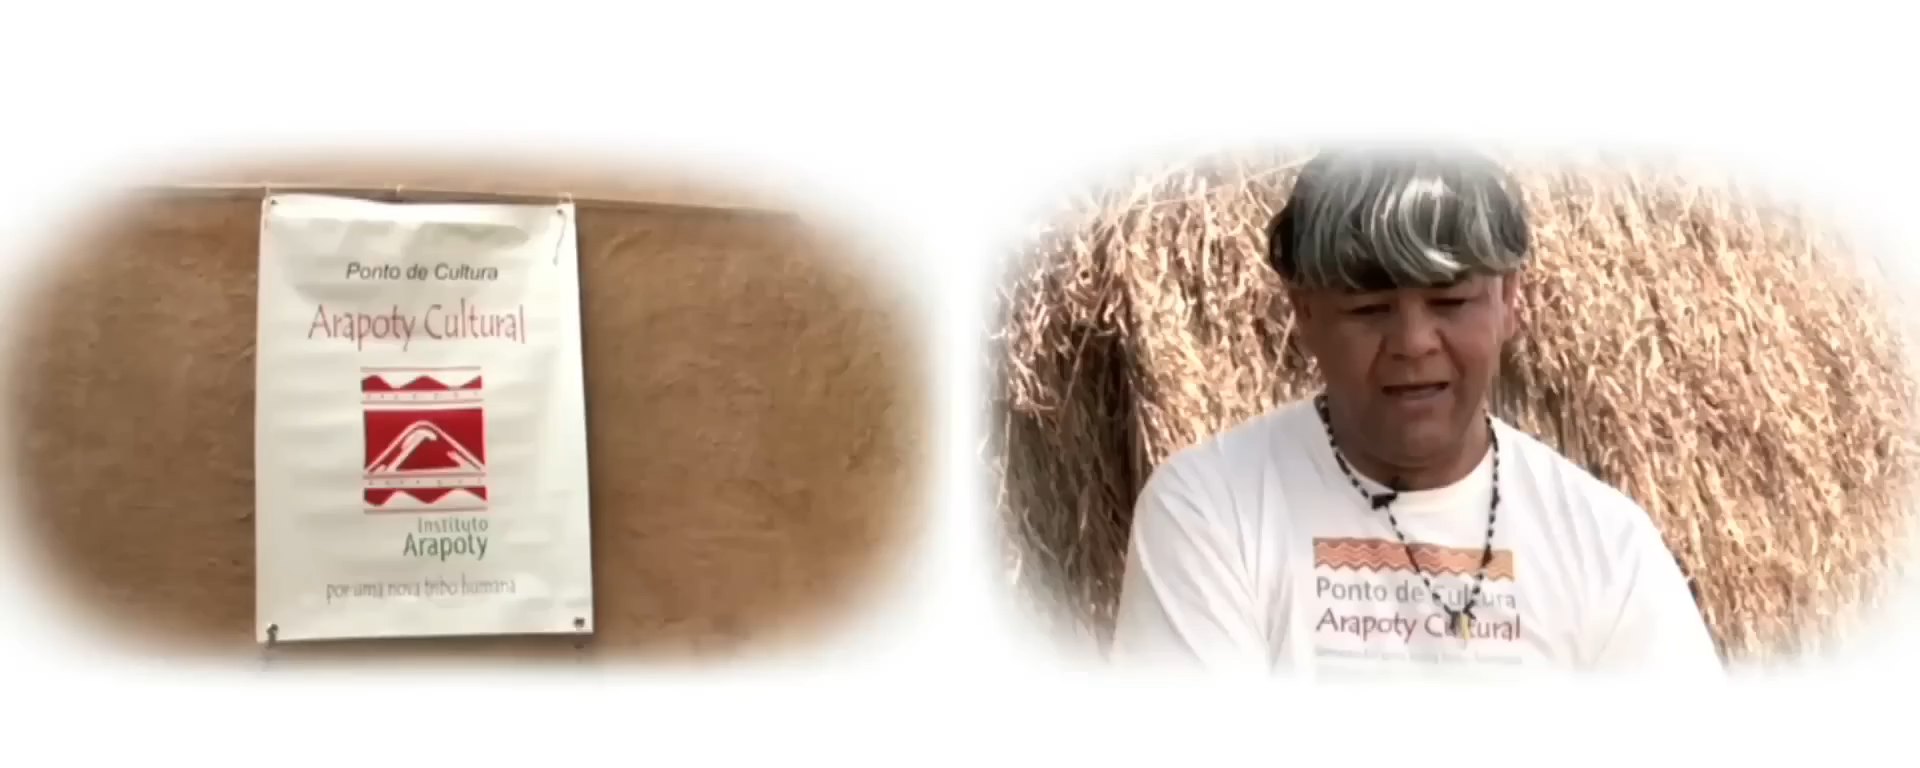 Ponto de Cultura
Arapoty Cultural
Instituto
Arapoty
por uma nova tribo humana
Ponto de Cultura
Arapoty Cultural